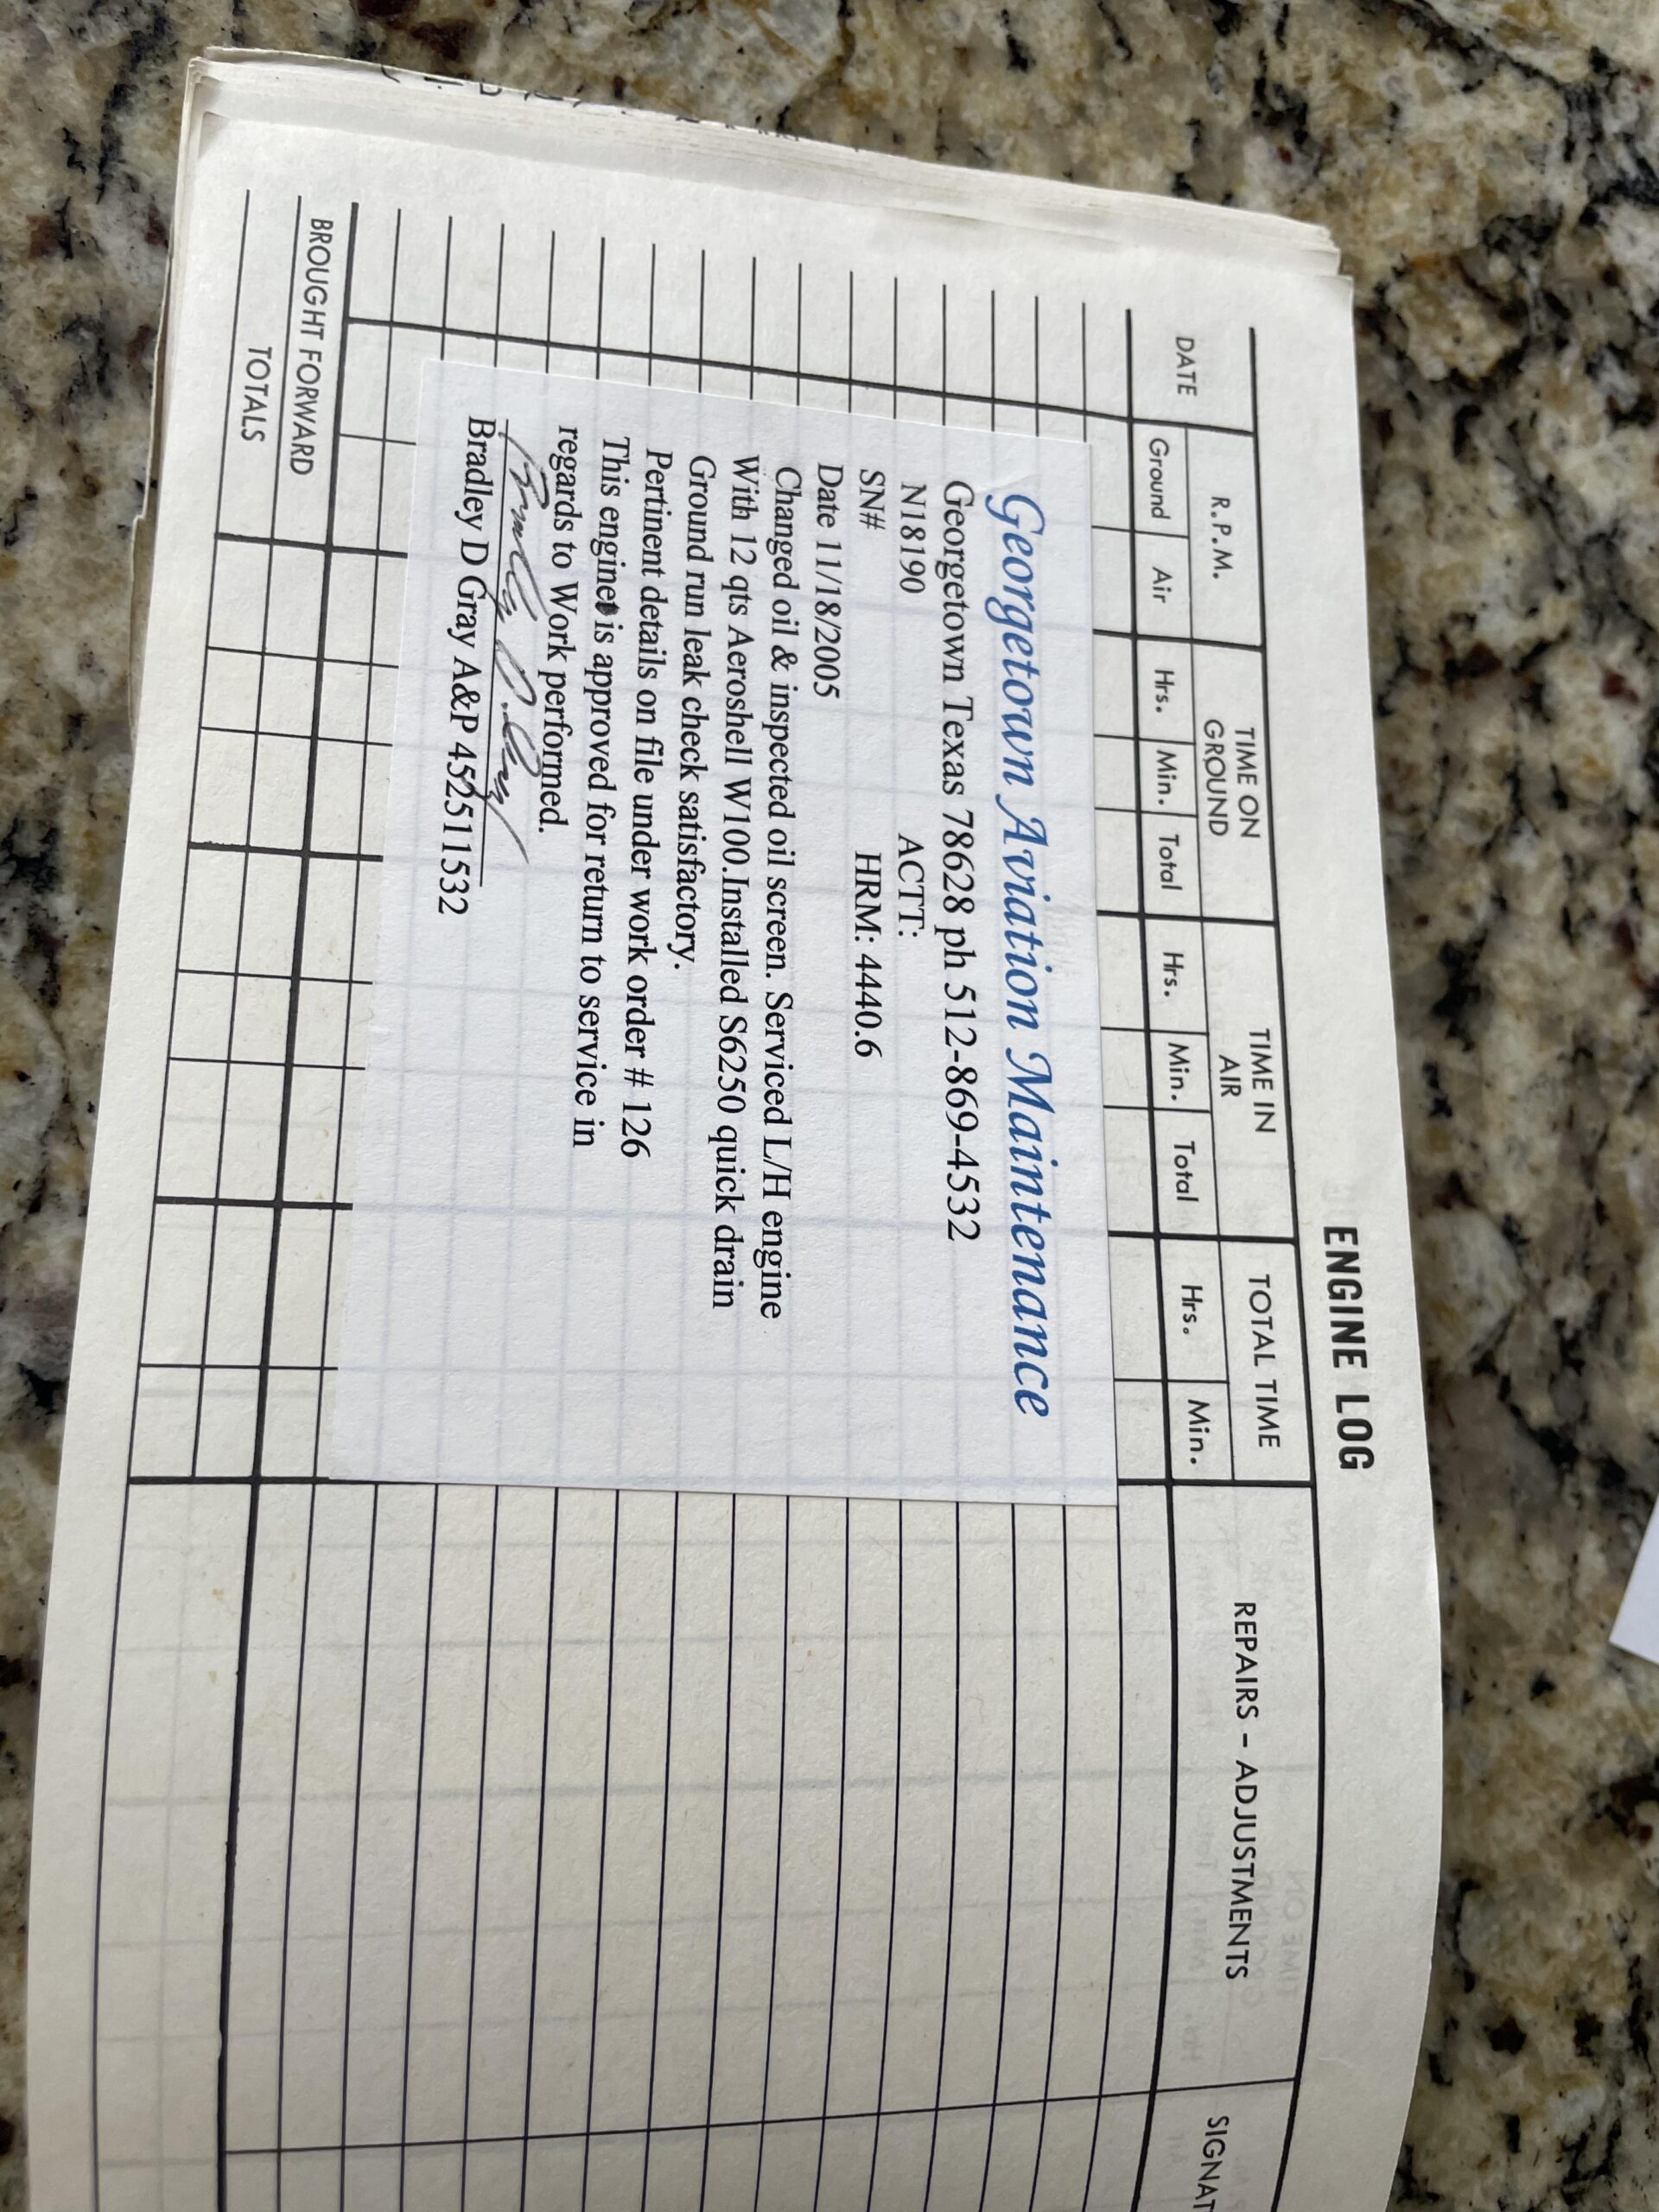 ENGINE LOG
DATE R.P.M. TIME ON GROUND TIME IN AIR TOTAL TIME REPAIRS – ADJUSTMENTS SIGNAT
Ground Air Hrs. Min. Total Hrs. Min. Total Hrs. Min.
Georgetown Aviation Maintenance
Georgetown Texas 78628 ph 512-869-4532
N18190 ACTT:
SN# HRM: 4440.6
Date 11/18/2005
Changed oil & inspected oil screen. Serviced L/H engine
With 12 qts Aeroshell W100.Installed S6250 quick drain
Ground run leak check satisfactory.
Pertinent details on file under work order # 126
This engine is approved for return to service in
regards to Work performed.
Bradley D. Gray
Bradley D Gray A&P 452511532
BROUGHT FORWARD
TOTALS